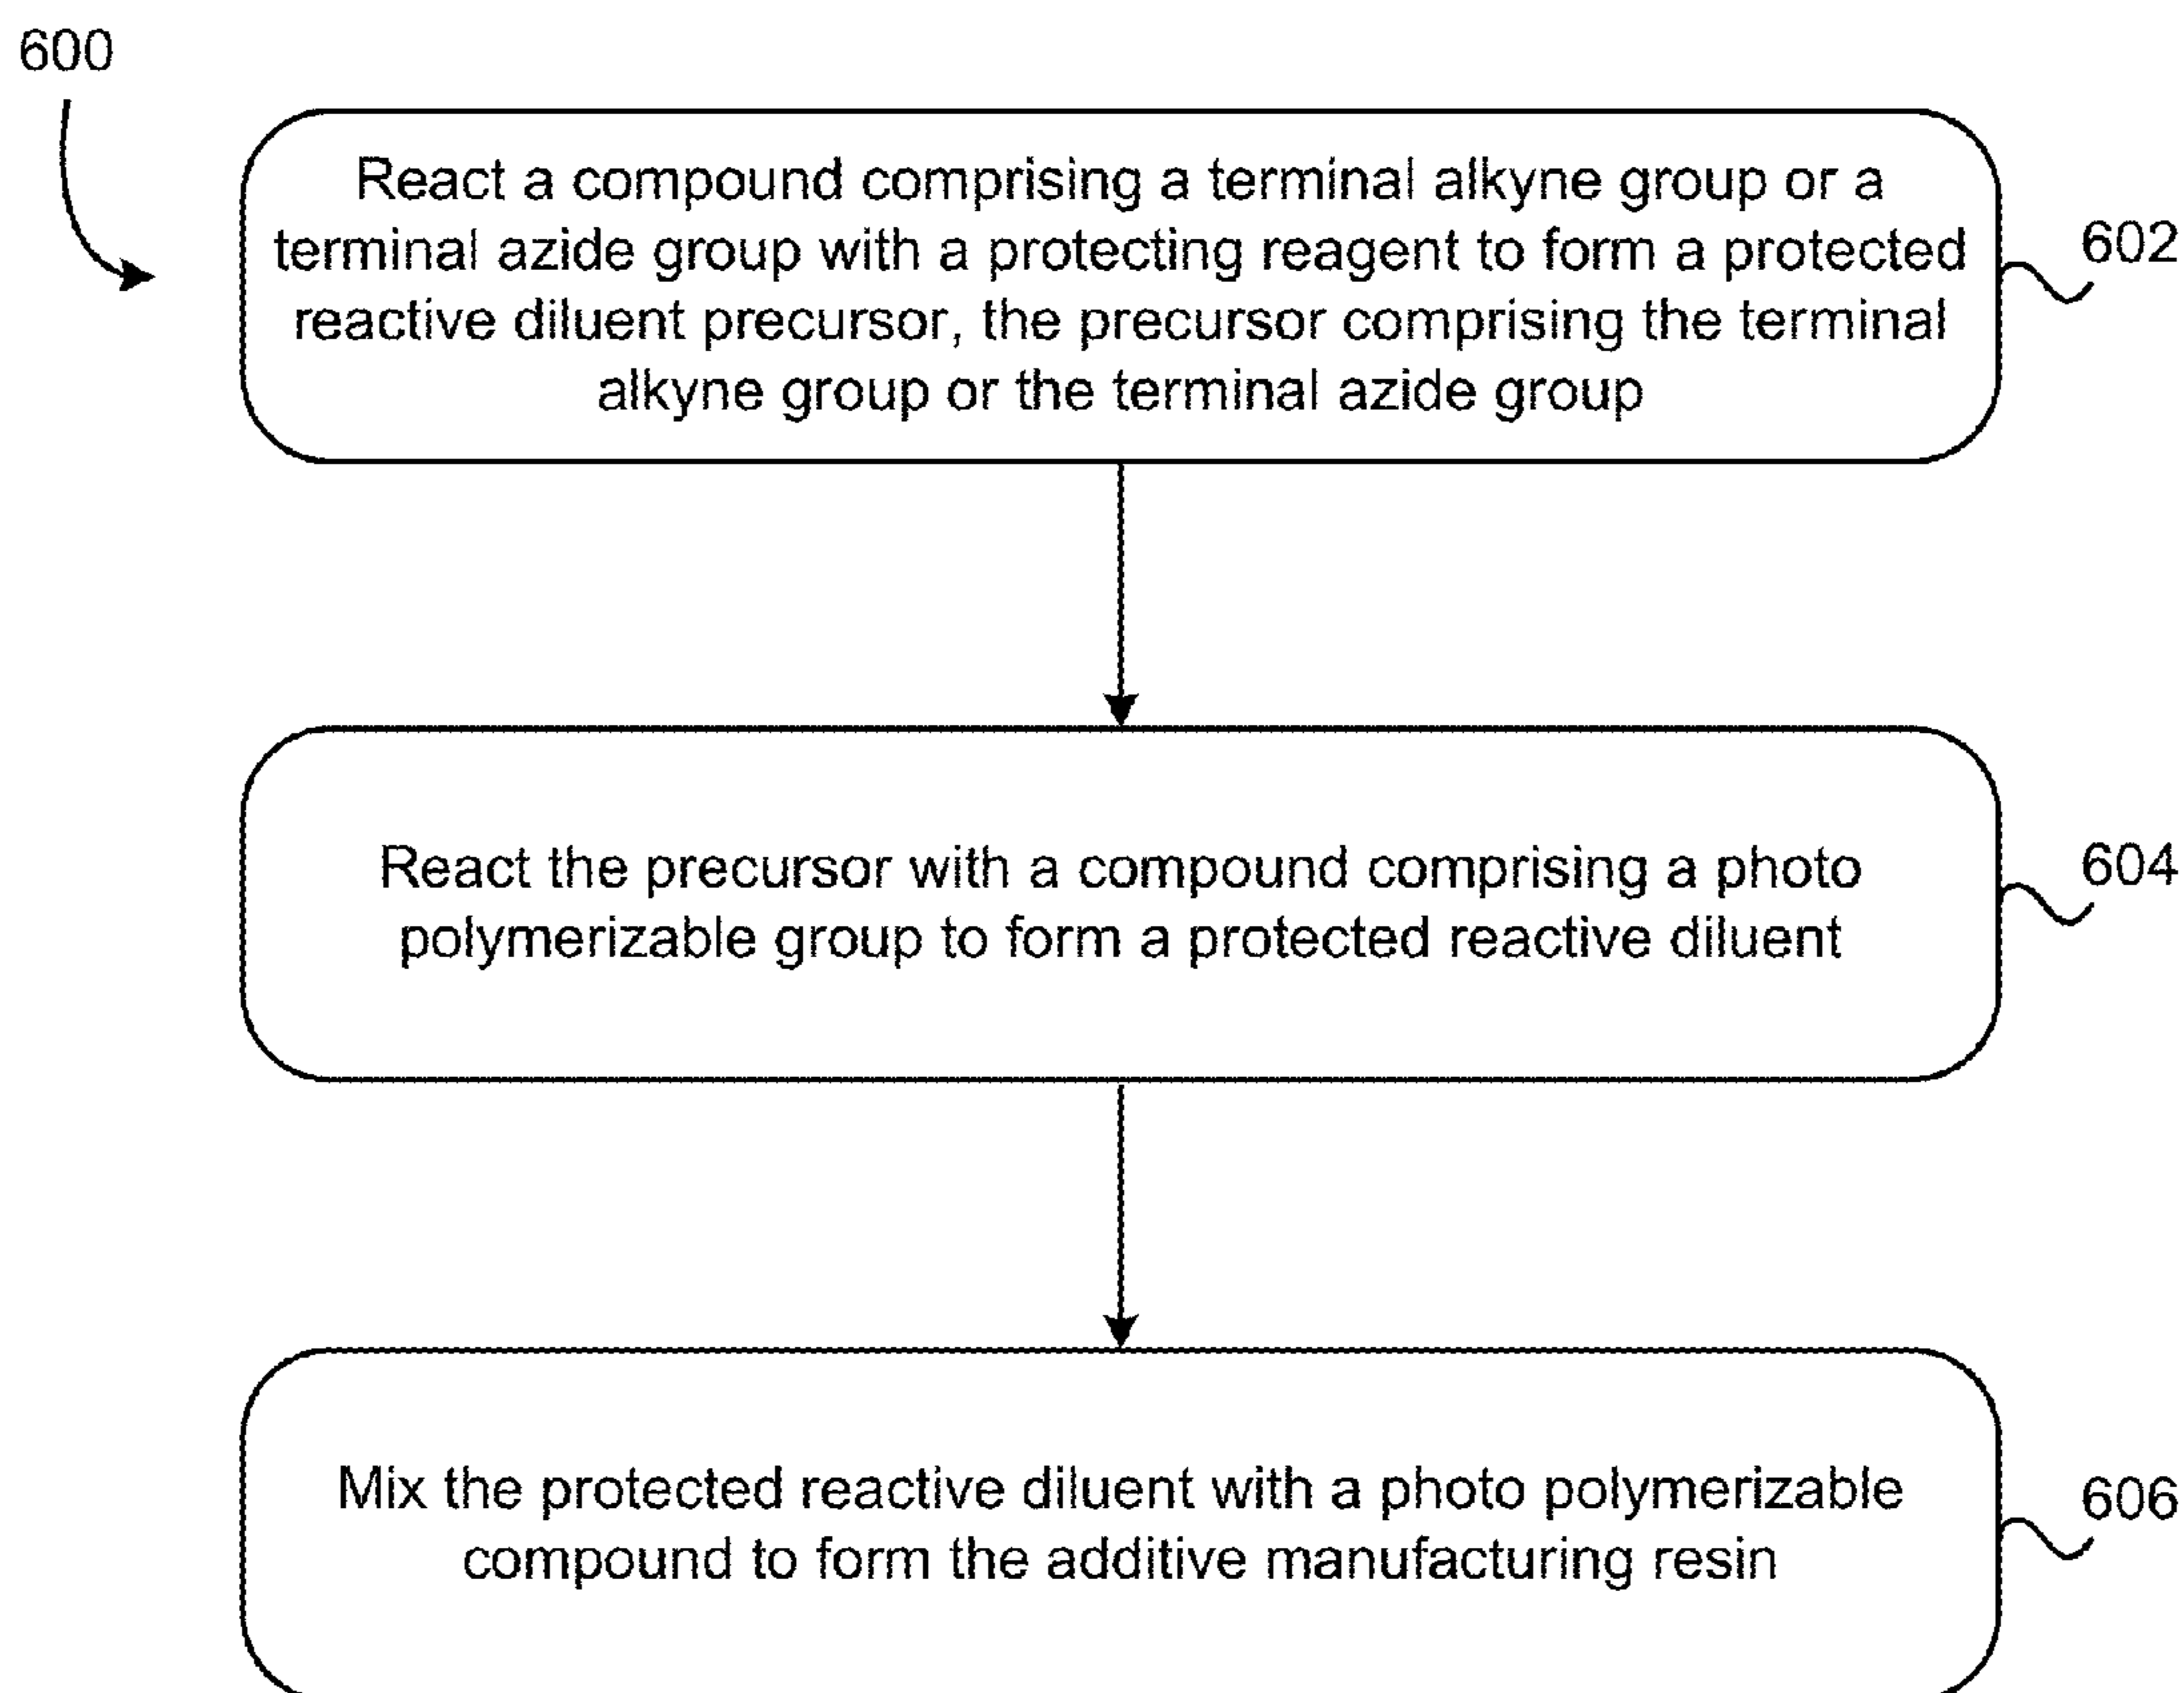 600
React a compound comprising a terminal alkyne group or a
terminal azide group with a protecting reagent to form a protected
reactive diluent precursor, the precursor comprising the terminal
alkyne group or the terminal azide group
602
React the precursor with a compound comprising a photo
polymerizable group to form a protected reactive diluent
604
Mix the protected reactive diluent with a photo polymerizable
compound to form the additive manufacturing resin
606